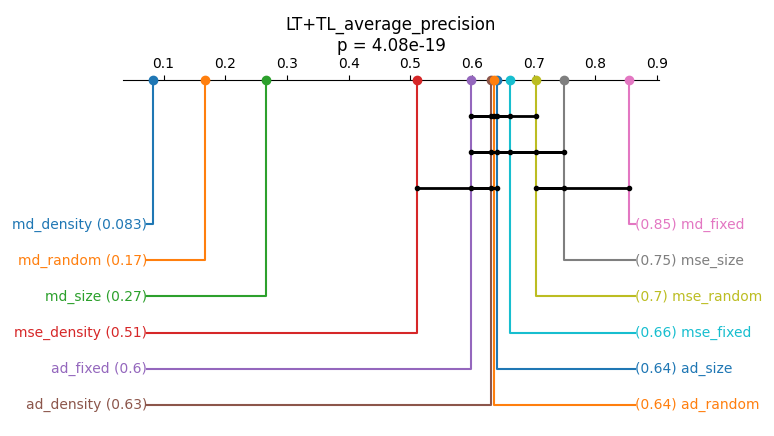 LT+TL_average_precision
p = 4.08e-19
0.1 0.2 0.3 0.4 0.5 0.6 0.7 0.8 0.9
md_density (0.083) (0.85) md_fixed
md_random (0.17) (0.75) mse_size
md_size (0.27) (0.7) mse_random
mse_density (0.51) (0.66) mse_fixed
ad_fixed (0.6) (0.64) ad_size
ad_density (0.63) (0.64) ad_random